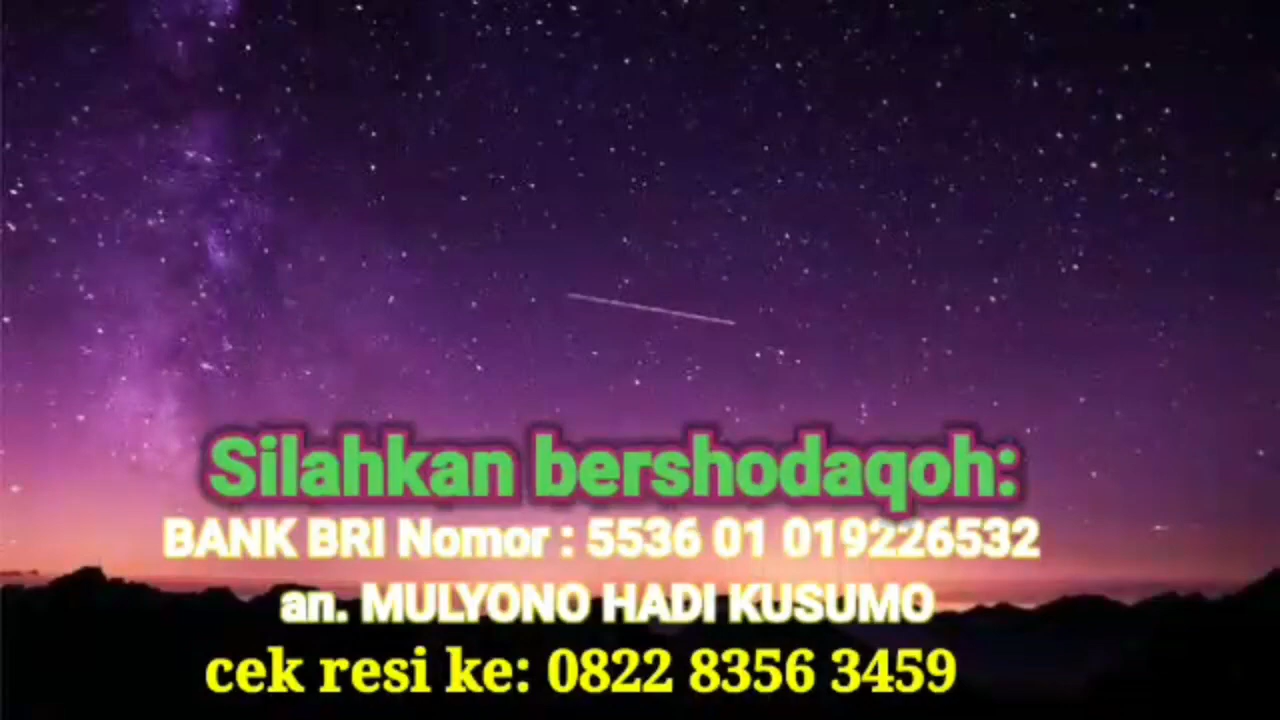 Silahkan bershodaqoh:
BANK BRI Nomor : 5536 01 019226532
an. MULYONO HADI KUSUMO
cek resi ke: 0822 8356 3459